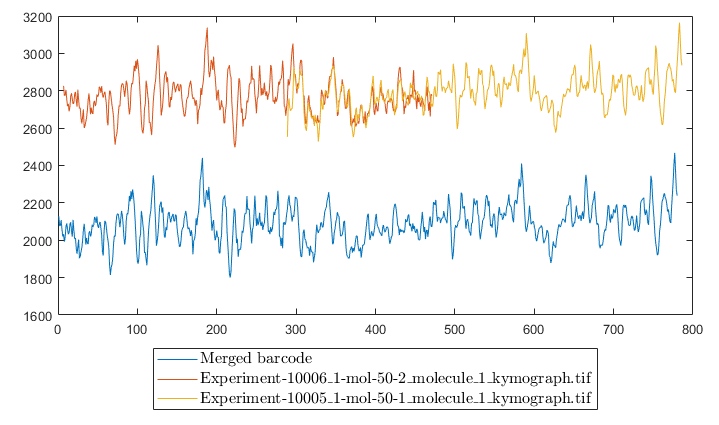 3200
3000
2800
2600
2400
2200
2000
1800
1600
0 100 200 300 400 500 600 700 800
Merged barcode
Experiment-10006_1-mol-50-2_molecule_1_kymograph.tif
Experiment-10005_1-mol-50-1_molecule_1_kymograph.tif